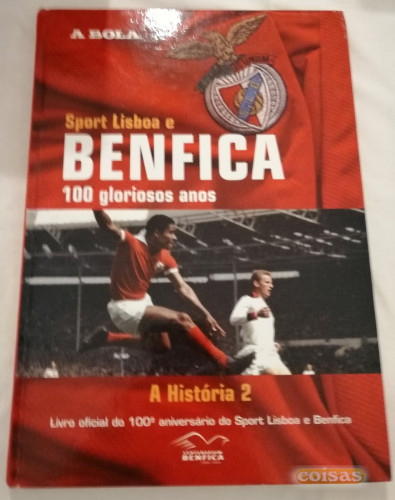 A BOLA
Sport Lisboa e
BENFICA
100 gloriosos anos
A História 2
Livro oficial do 100º aniversário do Sport Lisboa e Benfica
BENFICA
coisas